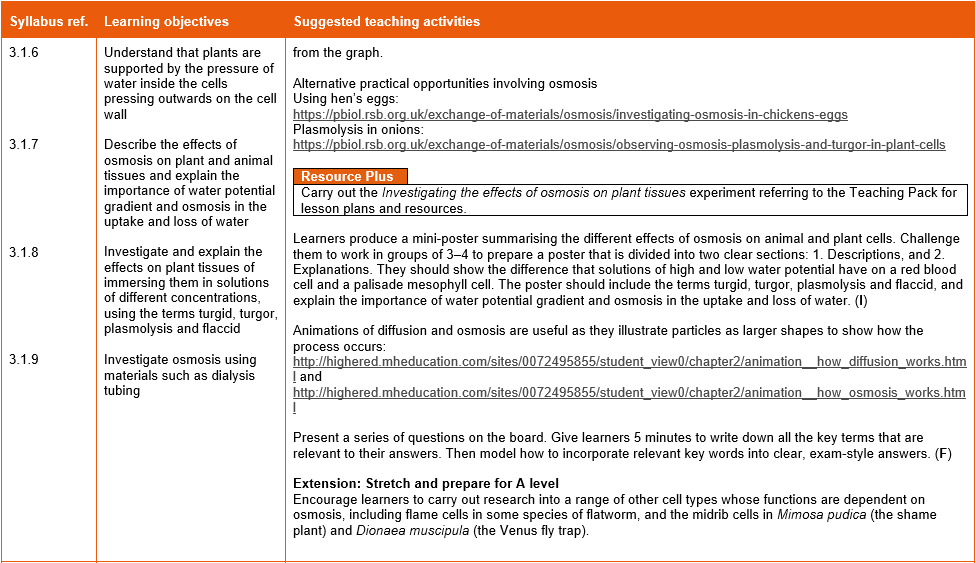 Syllabus ref.
Learning objectives
Suggested teaching activities
3.1.6
Understand that plants are
supported by the pressure of
water inside the cells
pressing outwards on the cell
wall
3.1.7
Describe the effects of
osmosis on plant and animal
tissues and explain the
importance of water potential
gradient and osmosis in the
uptake and loss of water
3.1.8
Investigate and explain the
effects on plant tissues of
immersing them in solutions
of different concentrations,
using the terms turgid, turgor,
plasmolysis and flaccid
3.1.9
Investigate osmosis using
materials such as dialysis
tubing
from the graph.
Alternative practical opportunities involving osmosis
Using hen's eggs:
https://pbiol.rsb.org.uk/exchange-of-materials/osmosis/investigating-osmosis-in-chickens-eggs
Plasmolysis in onions:
https://pbiol.rsb.org.uk/exchange-of-materials/osmosis/observing-osmosis-plasmolysis-and-turgor-in-plant-cells
Resource Plus
Carry out the Investigating the effects of osmosis on plant tissues experiment referring to the Teaching Pack for
lesson plans and resources.
Learners produce a mini-poster summarising the different effects of osmosis on animal and plant cells. Challenge
them to work in groups of 3–4 to prepare a poster that is divided into two clear sections: 1. Descriptions, and 2.
Explanations. They should show the difference that solutions of high and low water potential have on a red blood
cell and a palisade mesophyll cell. The poster should include the terms turgid, turgor, plasmolysis and flaccid, and
explain the importance of water potential gradient and osmosis in the uptake and loss of water. (I)
Animations of diffusion and osmosis are useful as they illustrate particles as larger shapes to show how the
process occurs:
http://highered.mheducation.com/sites/0072495855/student_view0/chapter2/animation__how_diffusion_works.htm
l and
http://highered.mheducation.com/sites/0072495855/student_view0/chapter2/animation__how_osmosis_works.htm
l
Present a series of questions on the board. Give learners 5 minutes to write down all the key terms that are
relevant to their answers. Then model how to incorporate relevant key words into clear, exam-style answers. (F)
Extension: Stretch and prepare for A level
Encourage learners to carry out research into a range of other cell types whose functions are dependent on
osmosis, including flame cells in some species of flatworm, and the midrib cells in Mimosa pudica (the shame
plant) and Dionaea muscipula (the Venus fly trap).